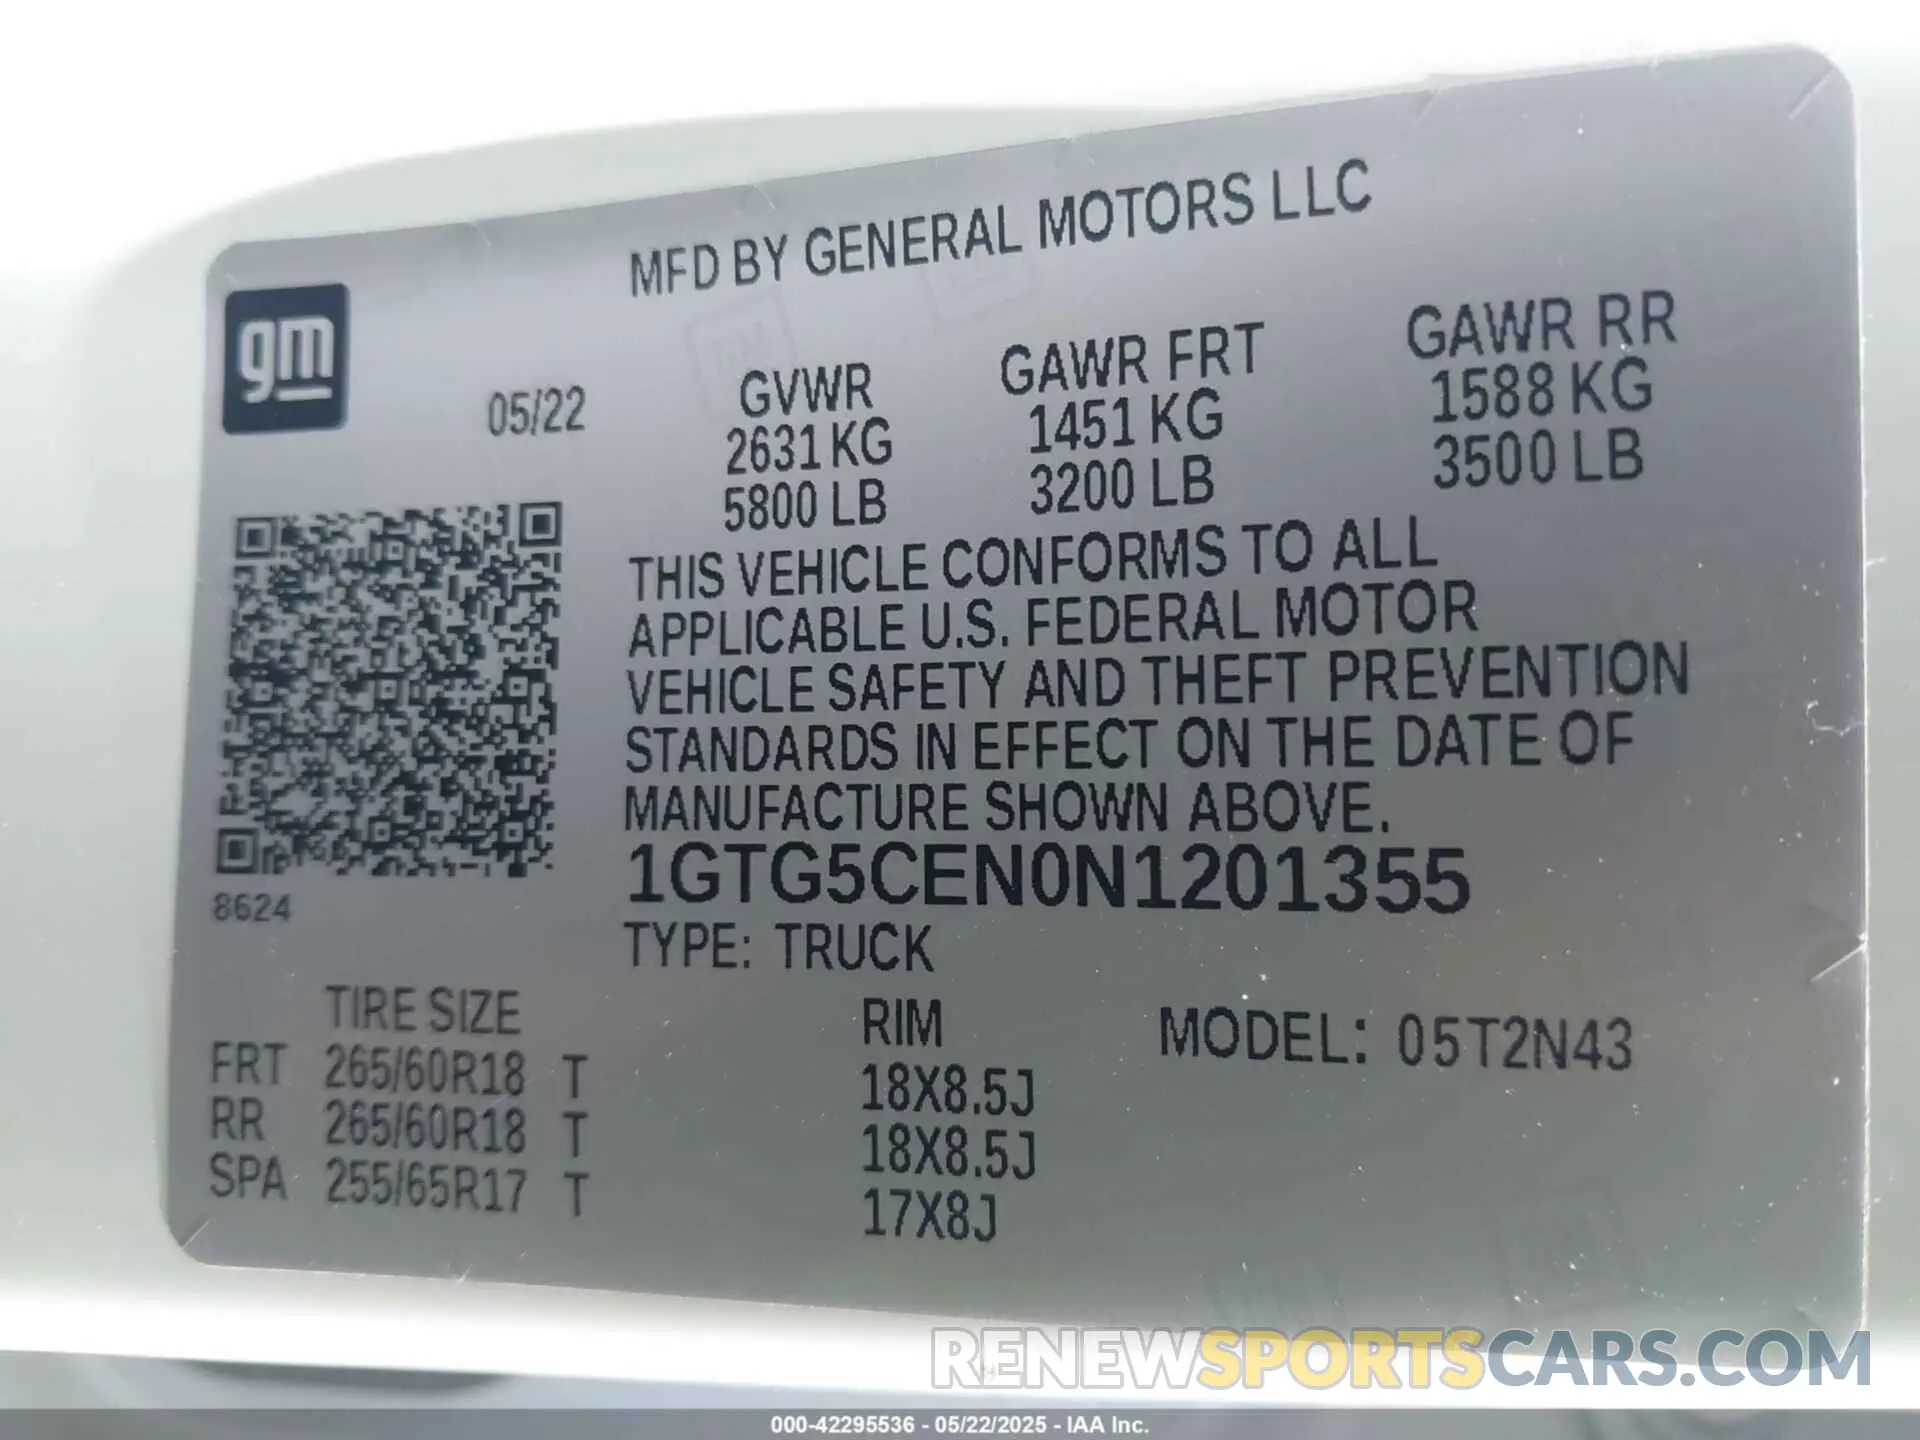 MFD BY GENERAL MOTORS LLC
gm
05/22
GVWR
2631 KG
5800 LB
GAWR FRT
1451 KG
3200 LB
GAWR RR
1588 KG
3500 LB
THIS VEHICLE CONFORMS TO ALL
APPLICABLE U.S. FEDERAL MOTOR
VEHICLE SAFETY AND THEFT PREVENTION
STANDARDS IN EFFECT ON THE DATE OF
MANUFACTURE SHOWN ABOVE.
1GTG5CEN0N1201355
8624
TYPE: TRUCK
TIRE SIZE
RIM
MODEL: 05T2N43
FRT 265/60R18 T 18X8.5J
RR 265/60R18 T 18X8.5J
SPA 255/65R17 T 17X8J
RENEWSPORTSCARS.COM
000-42295536 - 05/22/2025 - IAA Inc.